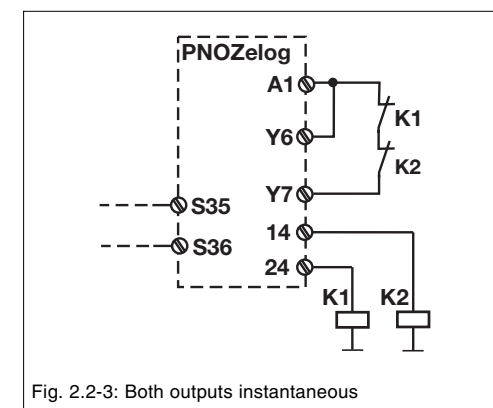 PNOZelog
A1
K1
Y6
K2
Y7
S35
14
S36
24
K1 K2
Fig. 2.2-3: Both outputs instantaneous